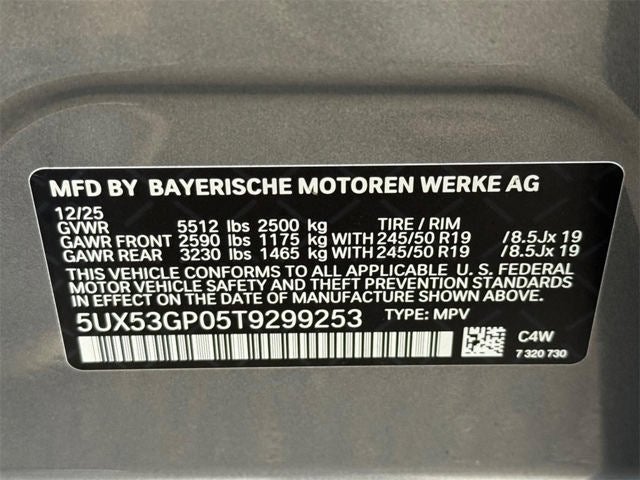 MFD BY BAYERISCHE MOTOREN WERKE AG
12/25
GVWR 5512 lbs 2500 kg TIRE / RIM
GAWR FRONT 2590 lbs 1175 kg WITH 245/50 R19 /8.5Jx 19
GAWR REAR 3230 lbs 1465 kg WITH 245/50 R19 /8.5Jx 19
THIS VEHICLE CONFORMS TO ALL APPLICABLE U. S. FEDERAL
MOTOR VEHICLE SAFETY AND THEFT PREVENTION STANDARDS
IN EFFECT ON THE DATE OF MANUFACTURE SHOWN ABOVE.
5UX53GP05T9299253 TYPE: MPV
C4W
7 320 730